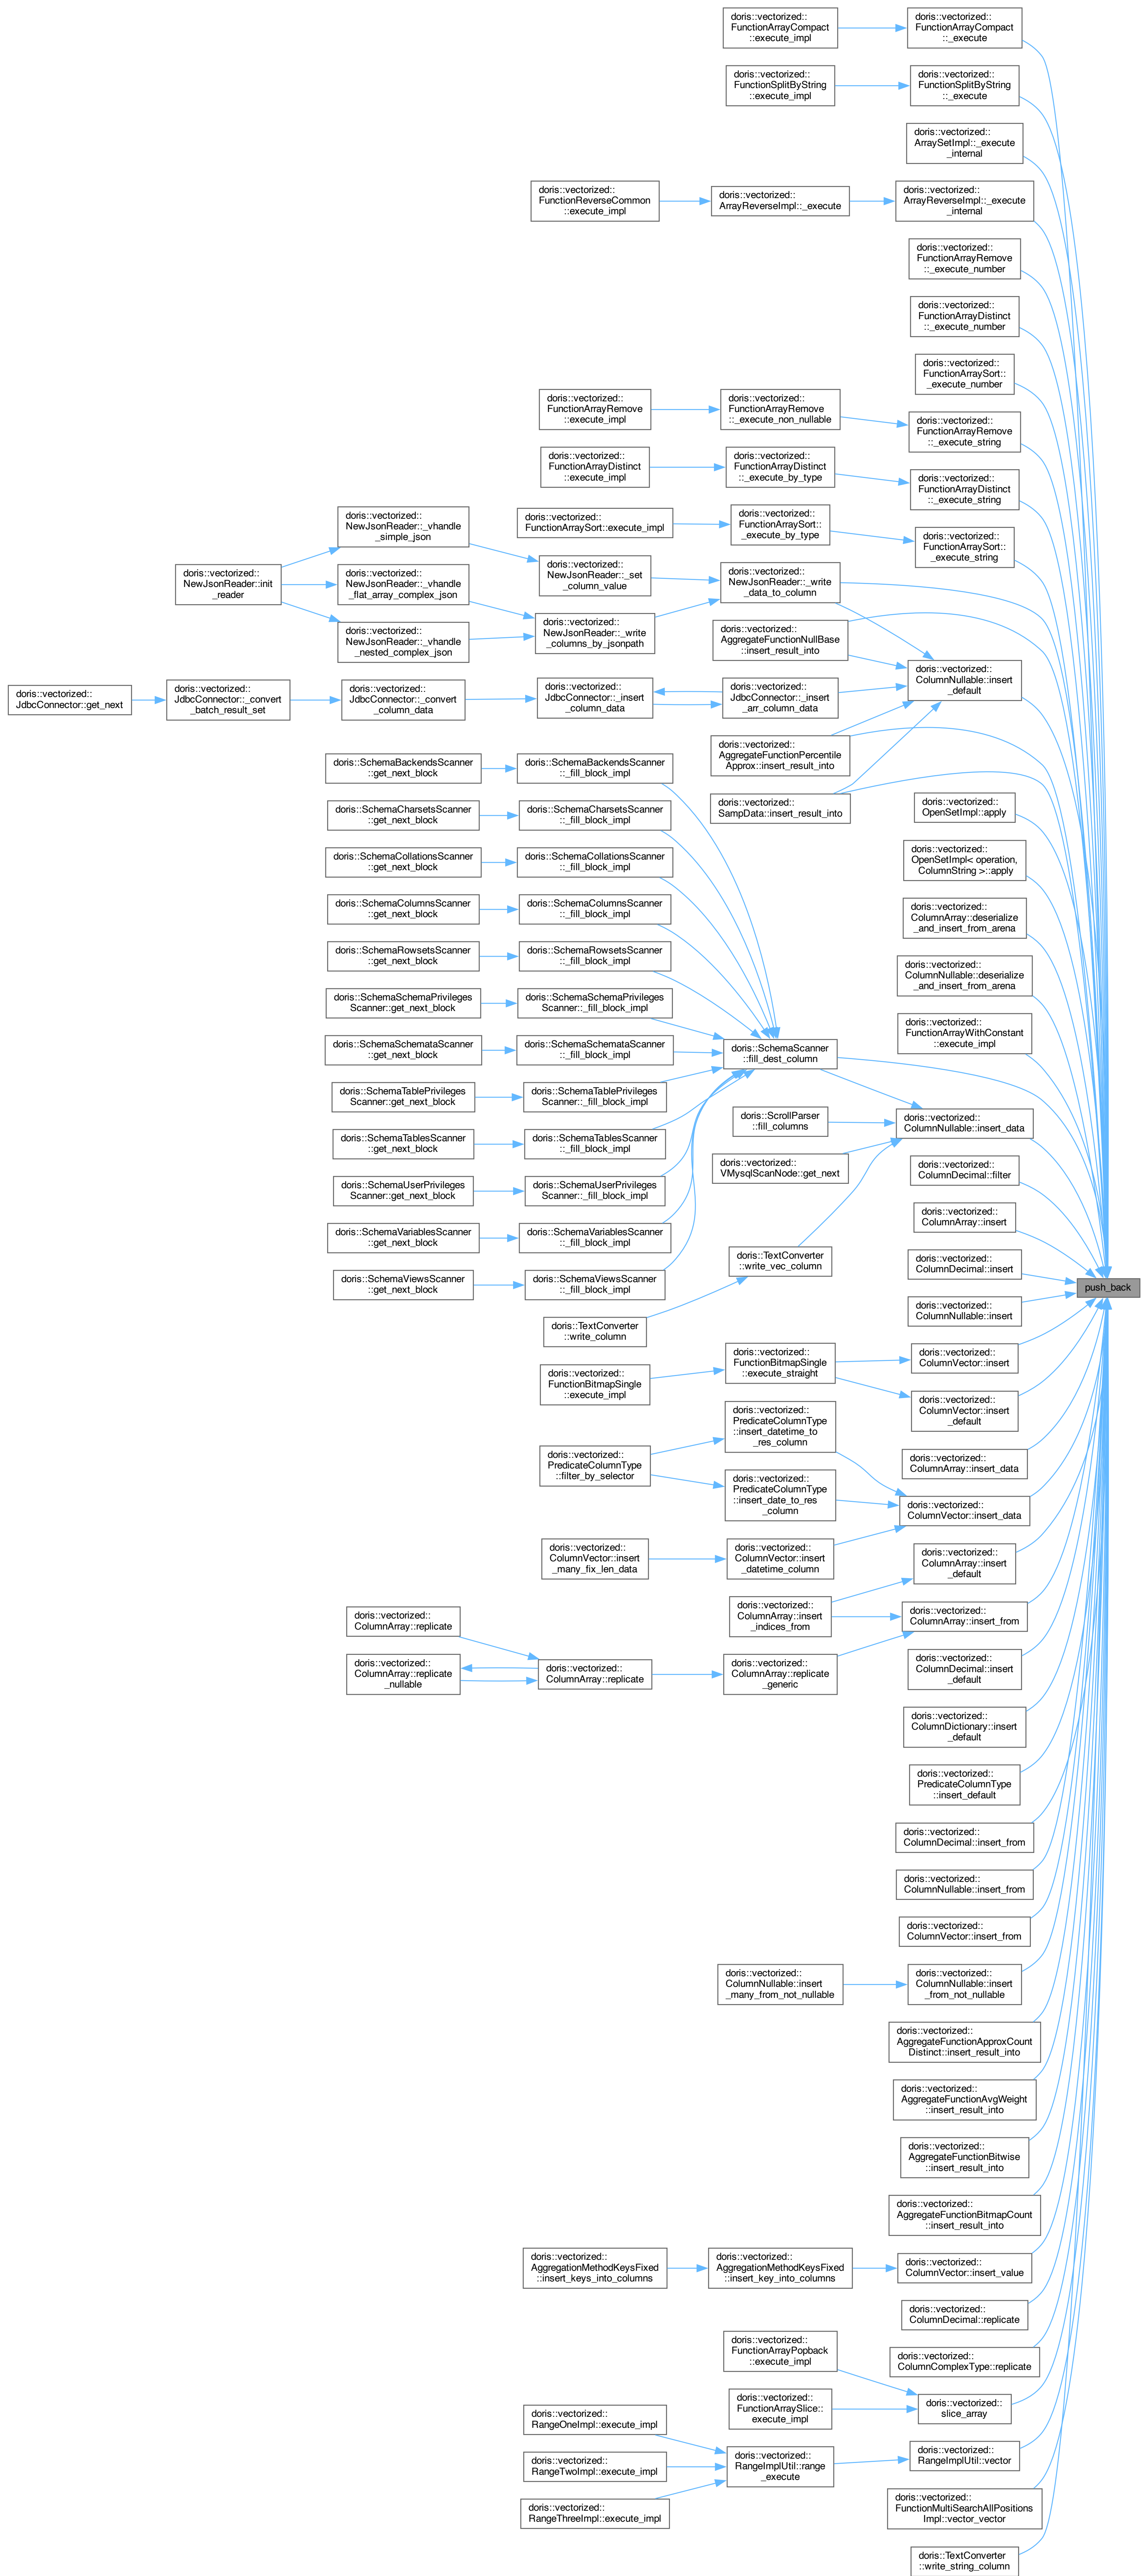 doris::vectorized::
FunctionArrayCompact
::execute_impl
doris::vectorized::
FunctionArrayCompact
::_execute
doris::vectorized::
FunctionSplitByString
::execute_impl
doris::vectorized::
FunctionSplitByString
::_execute
doris::vectorized::
ArraySetImpl::_execute
_internal
doris::vectorized::
FunctionReverseCommon
::execute_impl
doris::vectorized::
ArrayReverseImpl::_execute
doris::vectorized::
ArrayReverseImpl::_execute
_internal
doris::vectorized::
FunctionArrayRemove
::_execute_number
doris::vectorized::
FunctionArrayDistinct
::_execute_number
doris::vectorized::
FunctionArraySort::
_execute_number
doris::vectorized::
FunctionArrayRemove
::execute_impl
doris::vectorized::
FunctionArrayRemove
::_execute_non_nullable
doris::vectorized::
FunctionArrayRemove
::_execute_string
doris::vectorized::
FunctionArrayDistinct
::execute_impl
doris::vectorized::
FunctionArrayDistinct
::_execute_by_type
doris::vectorized::
FunctionArrayDistinct
::_execute_string
doris::vectorized::
FunctionArraySort::execute_impl
doris::vectorized::
FunctionArraySort::
_execute_by_type
doris::vectorized::
FunctionArraySort::
_execute_string
doris::vectorized::
NewJsonReader::_vhandle
_simple_json
doris::vectorized::
NewJsonReader::init
_reader
doris::vectorized::
NewJsonReader::_vhandle
_flat_array_complex_json
doris::vectorized::
NewJsonReader::_set
_column_value
doris::vectorized::
NewJsonReader::_write
_data_to_column
doris::vectorized::
NewJsonReader::_vhandle
_nested_complex_json
doris::vectorized::
NewJsonReader::_write
_columns_by_jsonpath
doris::vectorized::
AggregateFunctionNullBase
::insert_result_into
doris::vectorized::
ColumnNullable::insert
_default
doris::vectorized::
JdbcConnector::get_next
doris::vectorized::
JdbcConnector::_convert
_batch_result_set
doris::vectorized::
JdbcConnector::_convert
_column_data
doris::vectorized::
JdbcConnector::_insert
_column_data
doris::vectorized::
JdbcConnector::_insert
_arr_column_data
doris::vectorized::
AggregateFunctionPercentile
Approx::insert_result_into
doris::vectorized::
SampData::insert_result_into
doris::vectorized::
OpenSetImpl::apply
doris::vectorized::
OpenSetImpl< operation,
ColumnString >::apply
doris::vectorized::
ColumnArray::deserialize
_and_insert_from_arena
doris::vectorized::
ColumnNullable::deserialize
_and_insert_from_arena
doris::vectorized::
FunctionArrayWithConstant
::execute_impl
doris::SchemaBackendsScanner
::get_next_block
doris::SchemaBackendsScanner
::_fill_block_impl
doris::SchemaCharsetsScanner
::get_next_block
doris::SchemaCharsetsScanner
::_fill_block_impl
doris::SchemaCollationsScanner
::get_next_block
doris::SchemaCollationsScanner
::_fill_block_impl
doris::SchemaColumnsScanner
::get_next_block
doris::SchemaColumnsScanner
::_fill_block_impl
doris::SchemaRowsetsScanner
::get_next_block
doris::SchemaRowsetsScanner
::_fill_block_impl
doris::SchemaSchemaPrivileges
Scanner::get_next_block
doris::SchemaSchemaPrivileges
Scanner::_fill_block_impl
doris::SchemaSchemataScanner
::get_next_block
doris::SchemaSchemataScanner
::_fill_block_impl
doris::SchemaScanner
::fill_dest_column
doris::SchemaTablePrivileges
Scanner::get_next_block
doris::SchemaTablePrivileges
Scanner::_fill_block_impl
doris::SchemaTablesScanner
::get_next_block
doris::SchemaTablesScanner
::_fill_block_impl
doris::SchemaUserPrivileges
Scanner::get_next_block
doris::SchemaUserPrivileges
Scanner::_fill_block_impl
doris::SchemaVariablesScanner
::get_next_block
doris::SchemaVariablesScanner
::_fill_block_impl
doris::SchemaViewsScanner
::get_next_block
doris::SchemaViewsScanner
::_fill_block_impl
doris::ScrollParser
::fill_columns
doris::vectorized::
ColumnNullable::insert_data
doris::vectorized::
VMysqlScanNode::get_next
doris::TextConverter
::write_vec_column
doris::TextConverter
::write_column
doris::vectorized::
ColumnDecimal::filter
doris::vectorized::
ColumnArray::insert
doris::vectorized::
ColumnDecimal::insert
push_back
doris::vectorized::
ColumnNullable::insert
doris::vectorized::
FunctionBitmapSingle
::execute_impl
doris::vectorized::
FunctionBitmapSingle
::execute_straight
doris::vectorized::
ColumnVector::insert
doris::vectorized::
ColumnVector::insert
_default
doris::vectorized::
PredicateColumnType
::insert_datetime_to
_res_column
doris::vectorized::
ColumnArray::insert_data
doris::vectorized::
PredicateColumnType
::filter_by_selector
doris::vectorized::
PredicateColumnType
::insert_date_to_res
_column
doris::vectorized::
ColumnVector::insert_data
doris::vectorized::
ColumnVector::insert
_many_fix_len_data
doris::vectorized::
ColumnVector::insert
_datetime_column
doris::vectorized::
ColumnArray::insert
_default
doris::vectorized::
ColumnArray::insert
_indices_from
doris::vectorized::
ColumnArray::insert_from
doris::vectorized::
ColumnArray::replicate
doris::vectorized::
ColumnArray::replicate
_nullable
doris::vectorized::
ColumnArray::replicate
doris::vectorized::
ColumnArray::replicate
_generic
doris::vectorized::
ColumnDecimal::insert
_default
doris::vectorized::
ColumnDictionary::insert
_default
doris::vectorized::
PredicateColumnType
::insert_default
doris::vectorized::
ColumnDecimal::insert_from
doris::vectorized::
ColumnNullable::insert_from
doris::vectorized::
ColumnVector::insert_from
doris::vectorized::
ColumnNullable::insert
_many_from_not_nullable
doris::vectorized::
ColumnNullable::insert
_from_not_nullable
doris::vectorized::
AggregateFunctionApproxCount
Distinct::insert_result_into
doris::vectorized::
AggregateFunctionAvgWeight
::insert_result_into
doris::vectorized::
AggregateFunctionBitwise
::insert_result_into
doris::vectorized::
AggregateFunctionBitmapCount
::insert_result_into
doris::vectorized::
AggregationMethodKeysFixed
::insert_keys_into_columns
doris::vectorized::
AggregationMethodKeysFixed
::insert_key_into_columns
doris::vectorized::
ColumnVector::insert_value
doris::vectorized::
ColumnDecimal::replicate
doris::vectorized::
ColumnComplexType::replicate
doris::vectorized::
FunctionArrayPopback
::execute_impl
doris::vectorized::
FunctionArraySlice::
execute_impl
doris::vectorized::
slice_array
doris::vectorized::
RangeOneImpl::execute_impl
doris::vectorized::
RangeTwoImpl::execute_impl
doris::vectorized::
RangeThreeImpl::execute_impl
doris::vectorized::
RangeImplUtil::range
_execute
doris::vectorized::
RangeImplUtil::vector
doris::vectorized::
FunctionMultiSearchAllPositions
Impl::vector_vector
doris::TextConverter
::write_string_column